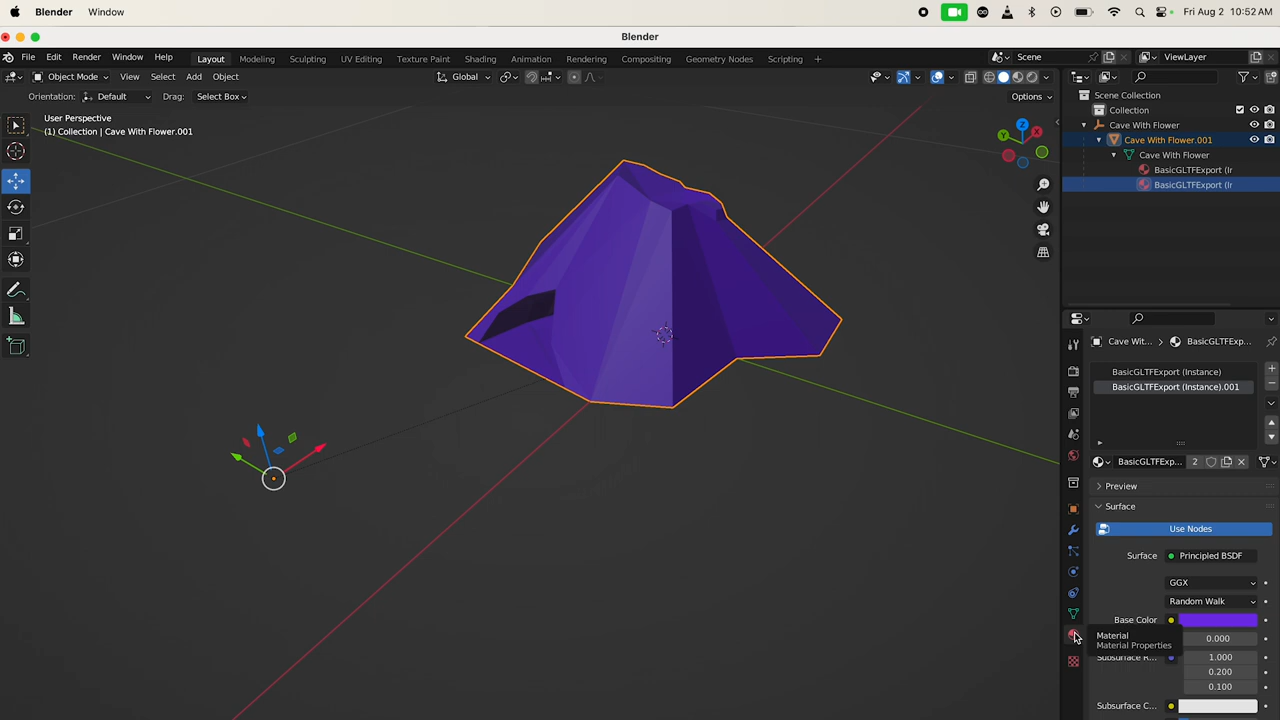 Blender Window Fri Aug 2 10:52 AM
Blender
File Edit Render Window Help Layout Modeling Sculpting UV Editing Texture Paint Shading Animation Rendering Compositing Geometry Nodes Scripting + Scene ViewLayer
Object Mode View Select Add Object Global
Orientation: Default Drag: Select Box Options
User Perspective
(1) Collection | Cave With Flower.001
Z
Y
X
Scene Collection
Collection
Cave With Flower
Cave With Flower.001
Cave With Flower
BasicGLTFExport (Ir
BasicGLTFExport (Ir
Cave Wit... > BasicGLTFExp...
BasicGLTFExport (Instance)
BasicGLTFExport (Instance).001
BasicGLTFExp... 2
Preview
Surface
Use Nodes
Surface Principled BSDF
GGX
Random Walk
Base Color
Material
Material Properties
0.000
Subsurface R... 1.000
0.200
0.100
Subsurface C...